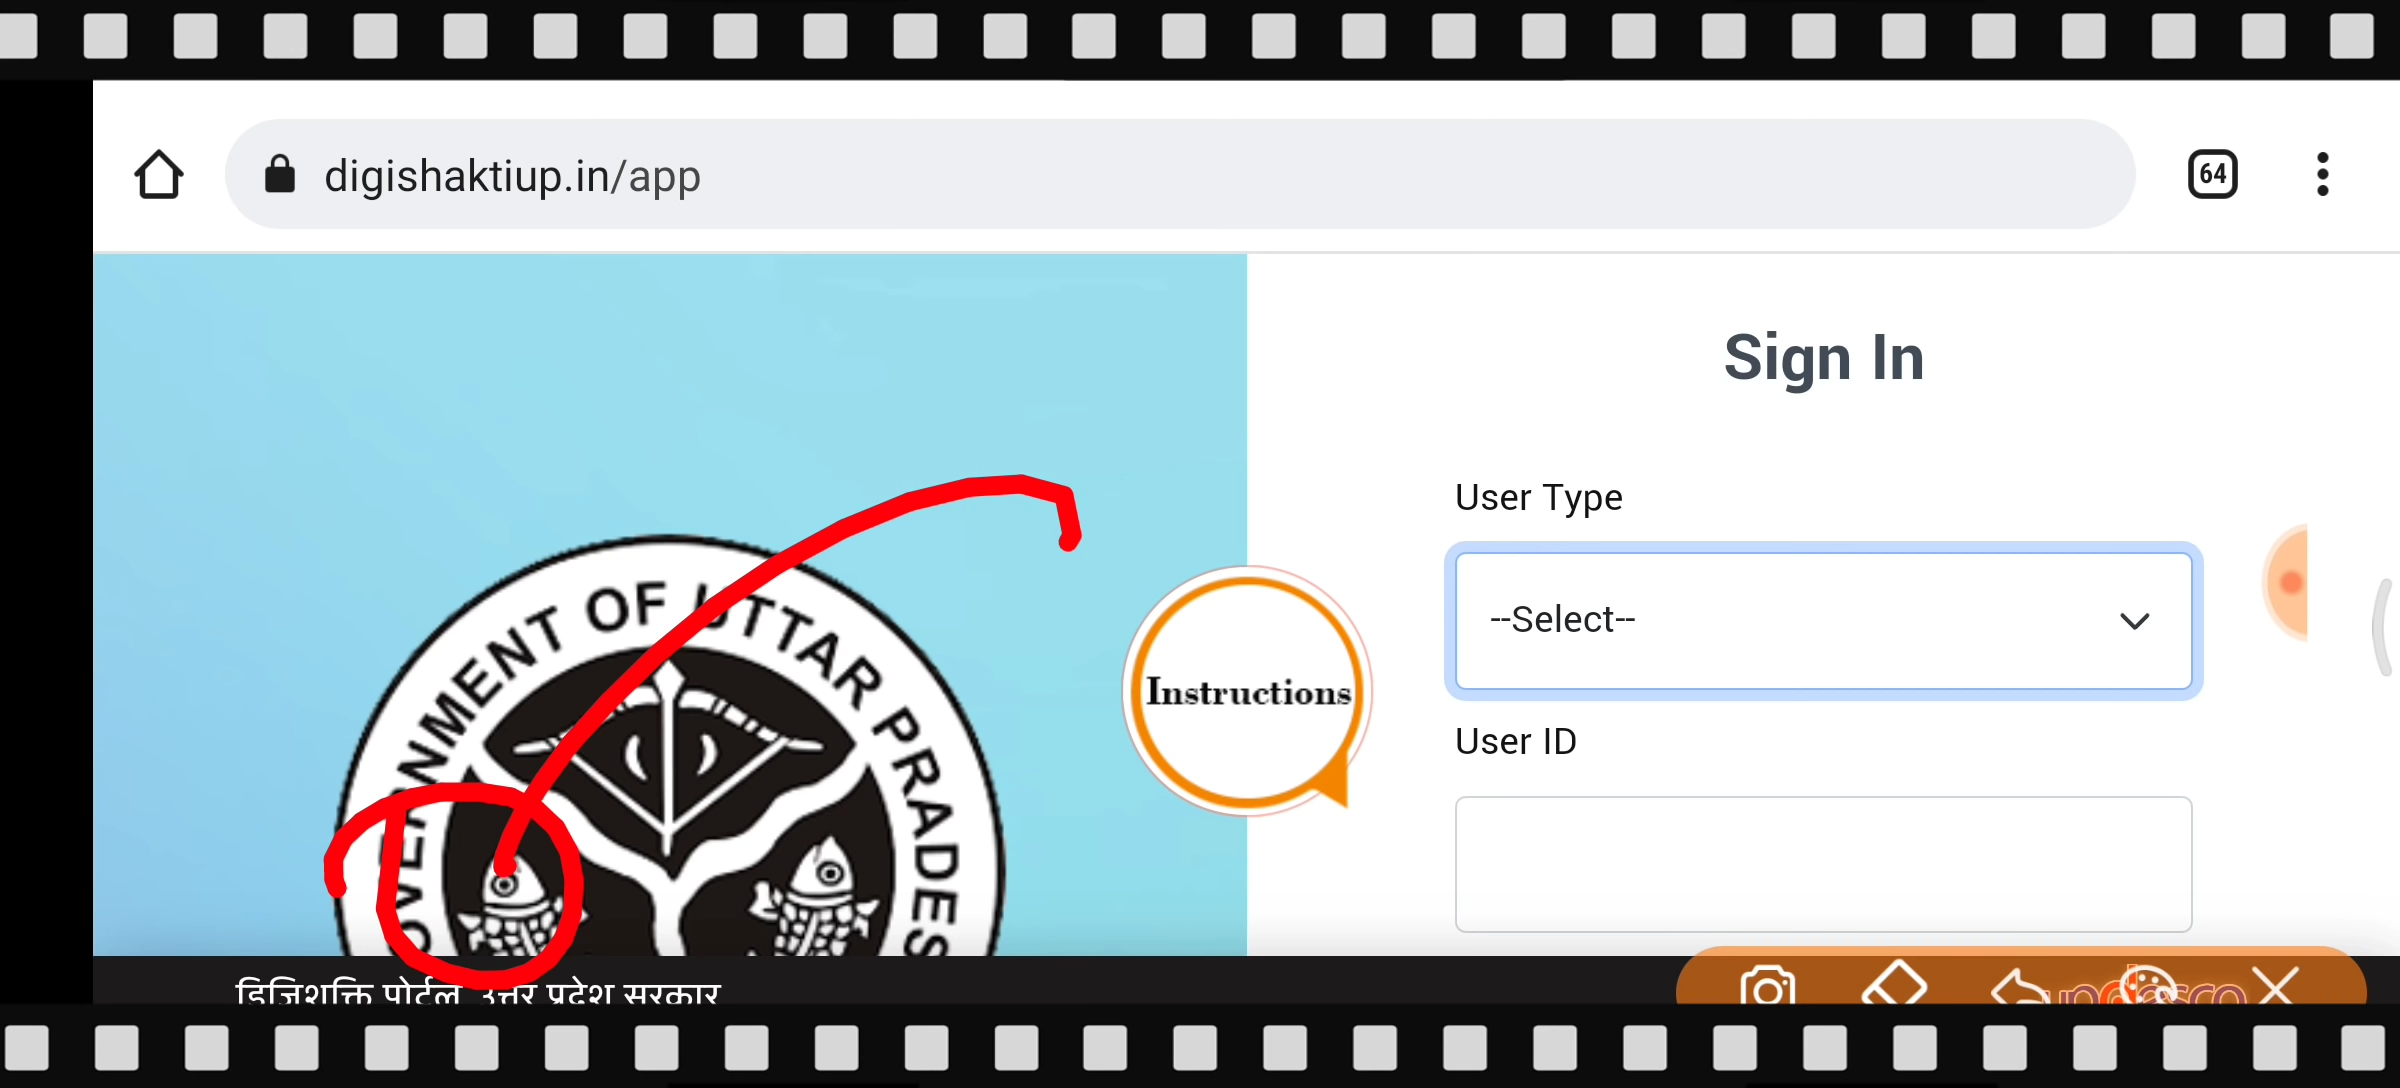 digishaktiup.in/app
64
Sign In
User Type
--Select--
User ID
Instructions
GOVERNMENT OF UTTAR PRADES
डिजिशक्ति पोर्टल, उत्तर प्रदेश सरकार